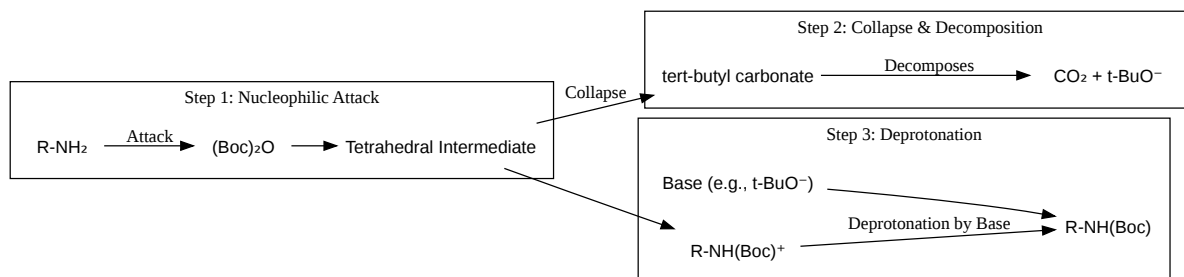 Step 1: Nucleophilic Attack
R-NH₂
Attack
(Boc)₂O
Tetrahedral Intermediate
Collapse
Step 2: Collapse & Decomposition
tert-butyl carbonate
Decomposes
CO₂ + t-BuO⁻
Step 3: Deprotonation
Base (e.g., t-BuO⁻)
R-NH(Boc)⁺
Deprotonation by Base
R-NH(Boc)